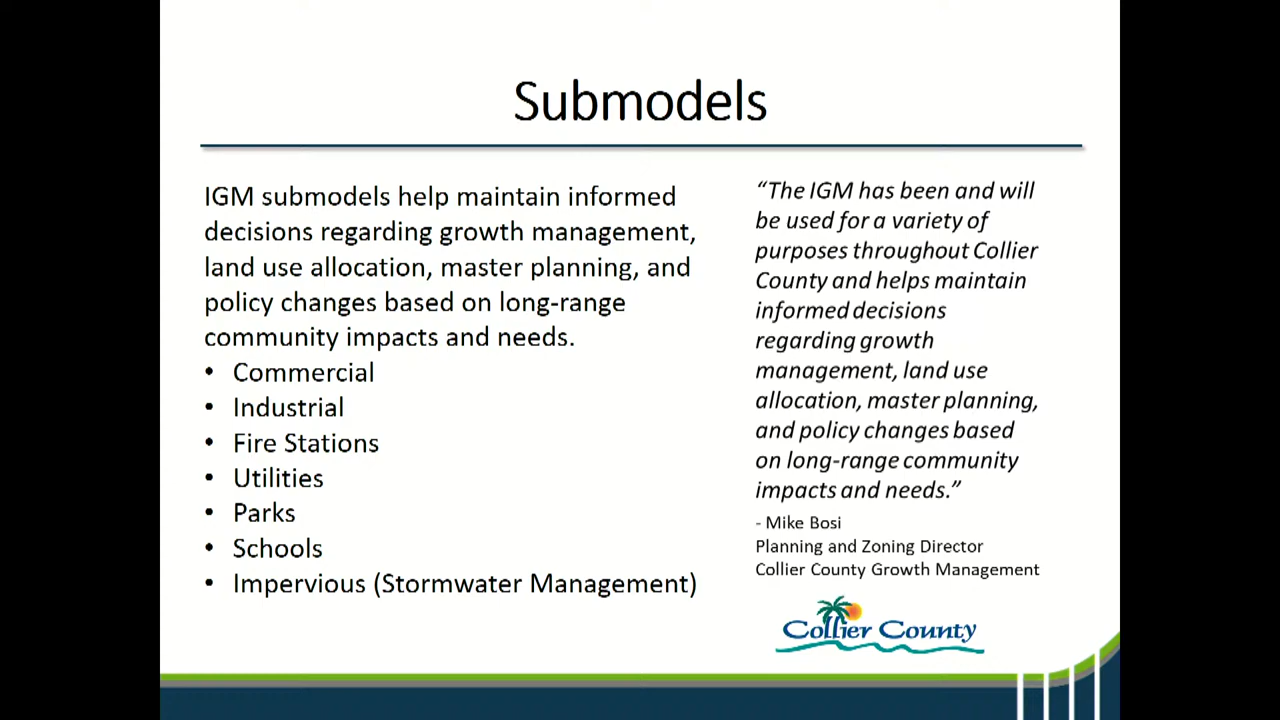 Submodels
IGM submodels help maintain informed
decisions regarding growth management,
land use allocation, master planning, and
policy changes based on long-range
community impacts and needs.
• Commercial
• Industrial
• Fire Stations
• Utilities
• Parks
• Schools
• Impervious (Stormwater Management)
“The IGM has been and will
be used for a variety of
purposes throughout Collier
County and helps maintain
informed decisions
regarding growth
management, land use
allocation, master planning,
and policy changes based
on long-range community
impacts and needs.”
- Mike Bosi
Planning and Zoning Director
Collier County Growth Management
Collier County